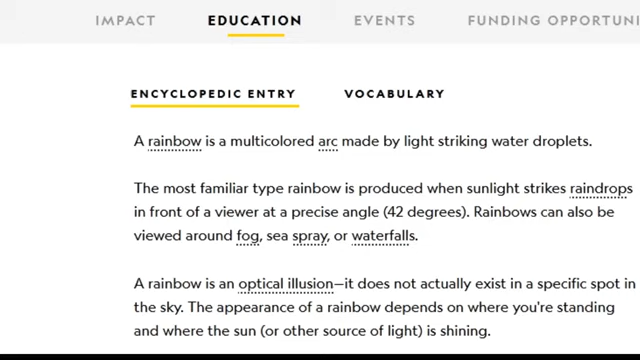 IMPACT EDUCATION EVENTS FUNDING
ENCYCLOPEDIC ENTRY VOCABULARY
A rainbow is a multicolored arc made by light striking water droplets.
The most familiar type rainbow is produced when sunlight strikes raindrops
in front of a viewer at a precise angle (42 degrees). Rainbows can also be
viewed around fog, sea spray, or waterfalls.
A rainbow is an optical illusion—it does not actually exist in a specific spot in
the sky. The appearance of a rainbow depends on where you're standing
and where the sun (or other source of light) is shining.